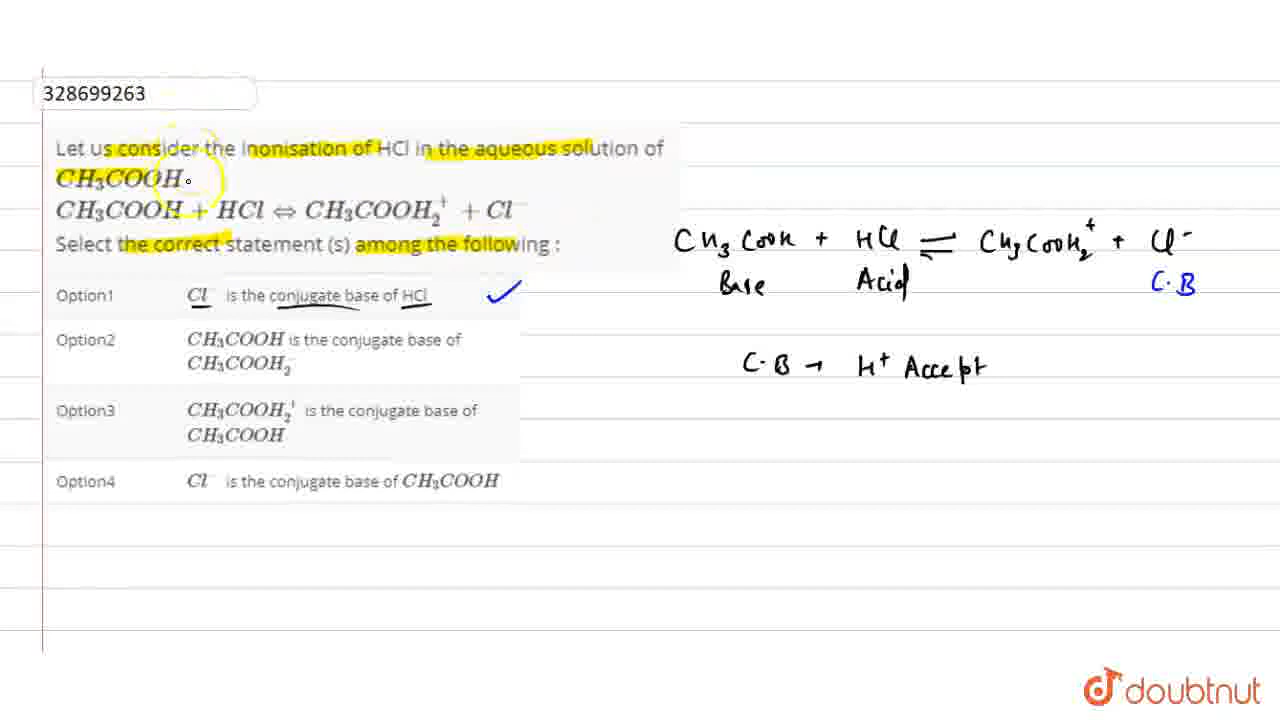 328699263
Let us consider the Inonisation of HCl in the aqueous solution of
CH₃COOH.
CH₃COOH + HCl ⇔ CH₃COOH₂⁺ + Cl⁻
Select the correct statement (s) among the following :
Option1 Cl⁻ is the conjugate base of HCl ✓
Option2 CH₃COOH is the conjugate base of
CH₃COOH₂⁻
Option3 CH₃COOH₂⁺ is the conjugate base of
CH₃COOH
Option4 Cl⁻ is the conjugate base of CH₃COOH
CH₃COOH + HCl ⇌ CH₃COOH₂⁺ + Cl⁻
Base Acid C.B
C.B → H⁺ Accept
doubtnut